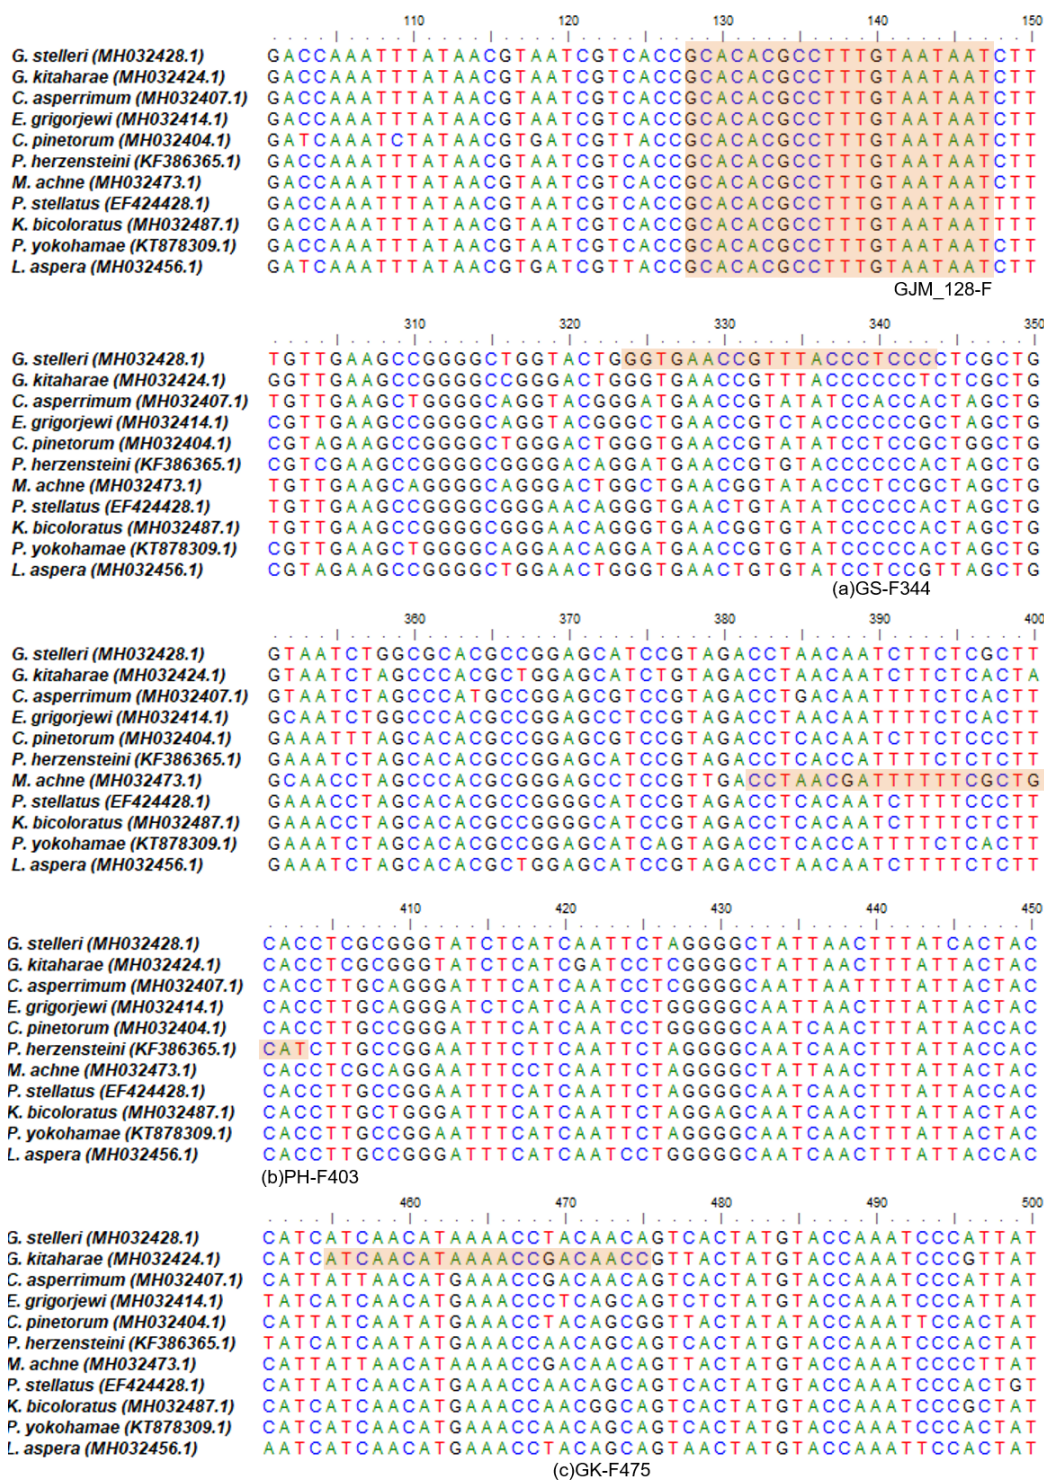 110 120 130 140 150
G. stelleri (MH032428.1) GACCAAATTTATAACGTAATCGTCACCGCACACGCCTTTGTAATAATCTT
G. kitaharae (MH032424.1) GACCAAATTTATAACGTAATCGTCACCGCACACGCCTTTGTAATAATCTT
C. asperrimum (MH032407.1) GACCAAATTTATAACGTAATCGTCACCGCACACGCCTTTGTAATAATCTT
E. grigorjewi (MH032414.1) GACCAAATTTATAACGTAATCGTCACCGCACACGCCTTTGTAATAATCTT
C. pinetorum (MH032404.1) GATCAAATCTATAACGTGATCGTTACCGCACACGCCTTTGTAATAATCTT
P. herzensteini (KF386365.1) GACCAAATTTATAACGTAATCGTCACCGCACACGCCTTTGTAATAATCTT
M. achne (MH032473.1) GACCAAATTTATAACGTAATCGTCACCGCACACGCCTTTGTAATAATCTT
P. stellatus (EF424428.1) GACCAAATTTATAACGTAATCGTCACCGCACACGCCTTTGTAATAATTTT
K. bicoloratus (MH032487.1) GACCAAATTTATAACGTAATCGTCACCGCACACGCCTTTGTAATAATTTT
P. yokohamae (KT878309.1) GACCAAATTTATAACGTAATCGTCACCGCACACGCCTTTGTAATAATCTT
L. aspera (MH032456.1) GATCAAATTTATAACGTGATCGTTACCGCACACGCCTTTGTAATAATCTT
GJM_128-F
310 320 330 340 350
G. stelleri (MH032428.1) TGTTGAAGCCGGGGCTGGTACTGGGTGAACCGTTTACCCTCCCCTCGCTG
G. kitaharae (MH032424.1) GGTTGAAGCCGGGGCCGGGACTGGGTGAACCGTTTACCCCCCTCTCGCTG
C. asperrimum (MH032407.1) TGTTGAAGCTGGGGCAGGTACGGGATGAACCGTATATCCACCACTAGCTG
E. grigorjewi (MH032414.1) CGTTGAAGCCGGGGCAGGTACGGGCTGAACCGTCTACCCCCCGCTAGCTG
C. pinetorum (MH032404.1) CGTAGAAGCCGGGGCTGGGACTGGGTGAACCGTATATCCTCCGCTGGCTG
P. herzensteini (KF386365.1) CGTCGAAGCCGGGGCGGGGACAGGATGAACCGTGTACCCCCCACTAGCTG
M. achne (MH032473.1) TGTTGAAGCAGGGGCAGGGACTGGCTGAACGGTATACCCTCCGCTAGCTG
P. stellatus (EF424428.1) TGTTGAAGCCGGGGCGGGAACAGGGTGAACTGTATATCCCCCACTAGCTG
K. bicoloratus (MH032487.1) TGTTGAAGCCGGGGCGGGAACAGGGTGAACGGTGTATCCCCCACTAGCTG
P. yokohamae (KT878309.1) CGTTGAAGCTGGGGCAGGAACAGGATGAACCGTGTATCCCCCACTAGCTG
L. aspera (MH032456.1) CGTAGAAGCCGGGGCTGGAACTGGGTGAACTGTGTATCCTCCGTTAGCTG
(a)GS-F344
360 370 380 390 400
G. stelleri (MH032428.1) GTAATCTGGCGCACGCCGGAGCATCCGTAGACCTAACAATCTTCTCGCTT
G. kitaharae (MH032424.1) GTAATCTAGCCCACGCTGGAGCATCTGTAGACCTAACAATCTTCTCACTA
C. asperrimum (MH032407.1) GTAATCTAGCCCATGCCGGAGCGTCCGTAGACCTGACAATTTTCTCACTT
E. grigorjewi (MH032414.1) GCAATCTGGCCCACGCCGGAGCCTCCGTAGACCTAACAATTTTCTCACTT
C. pinetorum (MH032404.1) GAAATTTAGCACACGCCGGAGCGTCCGTAGACCTCACAATCTTCTCCCTT
P. herzensteini (KF386365.1) GAAATCTAGCACACGCCGGAGCATCCGTAGACCTCACCATTTTCTCTCTT
M. achne (MH032473.1) GCAACCTAGCCCACGCGGGAGCCTCCGTTGACCTAACGATTTTTTCGCTG
P. stellatus (EF424428.1) GAAACCTAGCACACGCCGGGGCATCCGTAGACCTCACAATCTTTTCCCTT
K. bicoloratus (MH032487.1) GAAACCTAGCACACGCCGGGGCATCCGTAGACCTCACAATCTTTTCTCTT
P. yokohamae (KT878309.1) GAAATCTAGCACACGCCGGAGCATCAGTAGACCTCACCATTTTCTCACTT
L. aspera (MH032456.1) GAAATCTAGCACACGCTGGAGCATCCGTAGACCTAACAATCTTTTCTCTT
410 420 430 440 450
G. stelleri (MH032428.1) CACCTCGCGGGTATCTCATCAATTCTAGGGGCTATTAACTTTATCACTAC
G. kitaharae (MH032424.1) CACCTCGCGGGTATCTCATCGATCCTCGGGGCTATTAACTTTATTACTAC
C. asperrimum (MH032407.1) CACCTTGCAGGGATTTCATCAATCCTCGGGGCAATTAATTTTATTACTAC
E. grigorjewi (MH032414.1) CACCTTGCAGGGATCTCATCAATCCTGGGGGCAATTAACTTTATTACTAC
C. pinetorum (MH032404.1) CACCTTGCCGGGATTTCATCAATCCTGGGGGCAATCAACTTTATTACCAC
P. herzensteini (KF386365.1) CATCTTGCCGGAATTTCTTCAATTCTAGGGGCAATCAACTTTATTACCAC
M. achne (MH032473.1) CACCTCGCAGGAATTTCCTCAATTCTAGGGGCTATTAACTTTATTACTAC
P. stellatus (EF424428.1) CACCTTGCCGGAATTTCATCAATTCTAGGGGCAATCAACTTTATTACCAC
K. bicoloratus (MH032487.1) CACCTTGCTGGGATTTCATCAATTCTAGGAGCAATCAACTTTATTACTAC
P. yokohamae (KT878309.1) CACCTTGCCGGAATTTCATCAATTCTAGGGGCAATCAACTTTATTACTAC
L. aspera (MH032456.1) CACCTTGCCGGGATTTCATCAATCCTGGGGGCAATCAACTTTATTACCAC
(b)PH-F403
460 470 480 490 500
G. stelleri (MH032428.1) CATCATCAACATAAAACCTACAACAGTCACTATGTACCAAATCCCATTAT
G. kitaharae (MH032424.1) CATCATCAACATAAAACCGACAACCGTTACTATGTACCAAATCCCGTTAT
C. asperrimum (MH032407.1) CATTATTAACATGAAACCGACAACAGTCACTATGTACCAAATCCCATTAT
E. grigorjewi (MH032414.1) TATCATCAACATGAAACCCTCAGCAGTCTCTATGTACCAAATCCCATTAT
C. pinetorum (MH032404.1) CATTATCAATATGAAACCTACAGCGGTTACTATATACCAAATTCCACTAT
P. herzensteini (KF386365.1) TATCATCAATATGAAACCAACAGCAGTCACTATGTACCAAATCCCACTAT
M. achne (MH032473.1) CATTATTAACATAAAACCGACAACAGTTACTATGTACCAAATCCCCTTAT
P. stellatus (EF424428.1) CATTATCAACATGAAACCAACAGCAGTCACTATGTACCAAATCCCACTGT
K. bicoloratus (MH032487.1) CATCATCAACATGAAACCAACGGCAGTCACTATGTACCAAATCCCGCTAT
P. yokohamae (KT878309.1) CATCATCAACATGAAACCAACAGCAGTCACTATGTACCAAATCCCACTAT
L. aspera (MH032456.1) AATCATCAACATGAAACCTACAGCAGTAACTATGTACCAAATTCCACTAT
(c)GK-F475